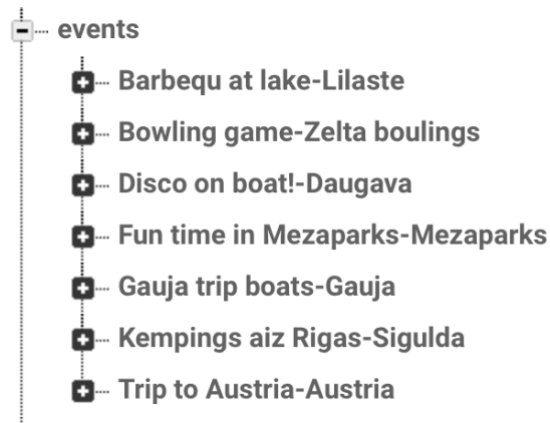 events
Barbequ at lake-Lilaste
Bowling game-Zelta boulings
Disco on boat!-Daugava
Fun time in Mezaparks-Mezaparks
Gauja trip boats-Gauja
Kempings aiz Rigas-Sigulda
Trip to Austria-Austria